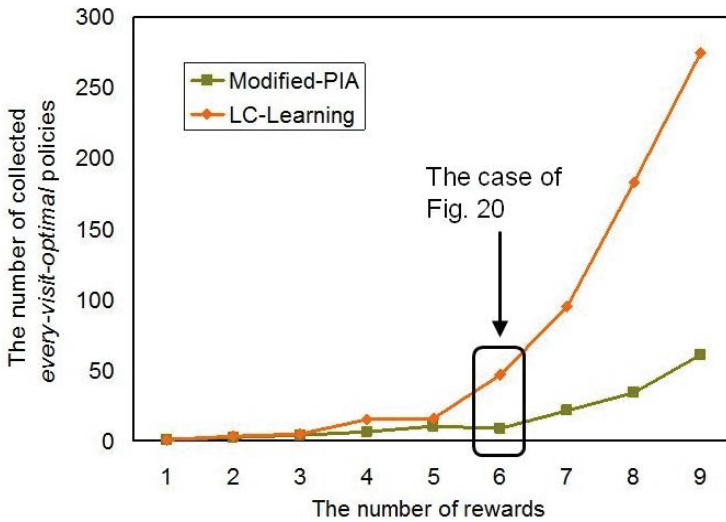 300
250
200
150
100
50
0
The number of collected
every-visit-optimal policies
Modified-PIA
LC-Learning
The case of
Fig. 20
1 2 3 4 5 6 7 8 9
The number of rewards